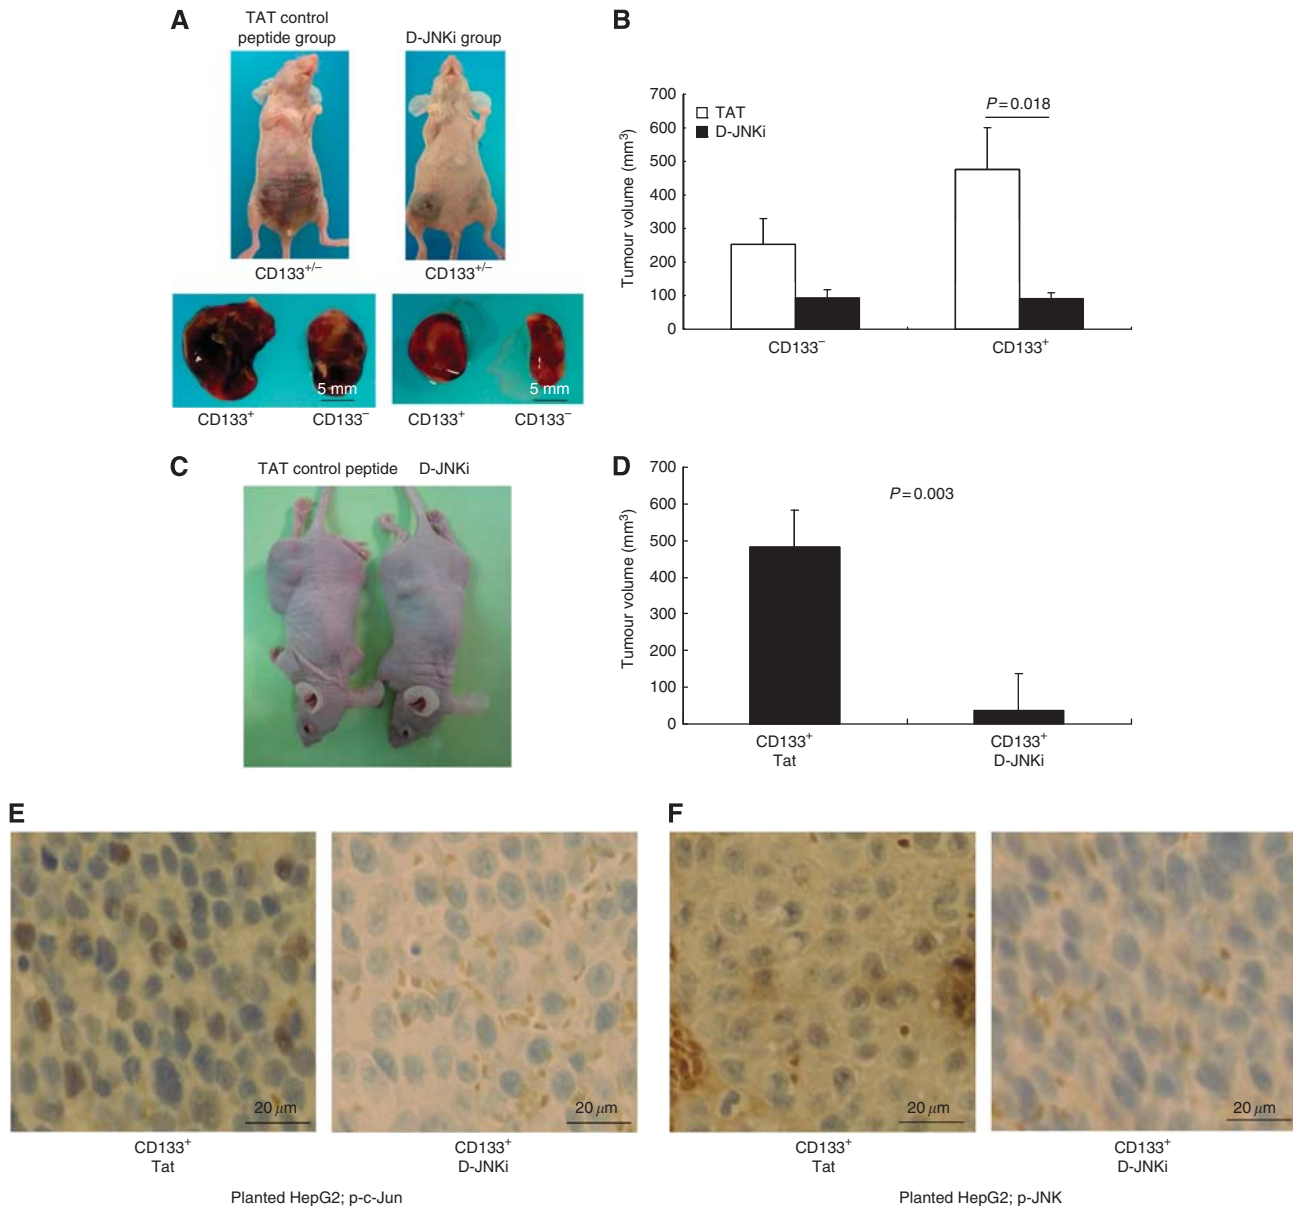 A
TAT control
peptide group
D-JNKi group
CD133+/–
CD133+/–
5 mm
5 mm
CD133+
CD133–
CD133+
CD133–
B
700
600
500
400
300
200
100
0
Tumour volume (mm3)
TAT
D-JNKi
P=0.018
CD133–
CD133+
C
TAT control peptide
D-JNKi
D
700
600
500
400
300
200
100
0
Tumour volume (mm3)
P=0.003
CD133+
Tat
CD133+
D-JNKi
E
20 μm
20 μm
CD133+
Tat
CD133+
D-JNKi
Planted HepG2; p-c-Jun
F
20 μm
20 μm
CD133+
Tat
CD133+
D-JNKi
Planted HepG2; p-JNK